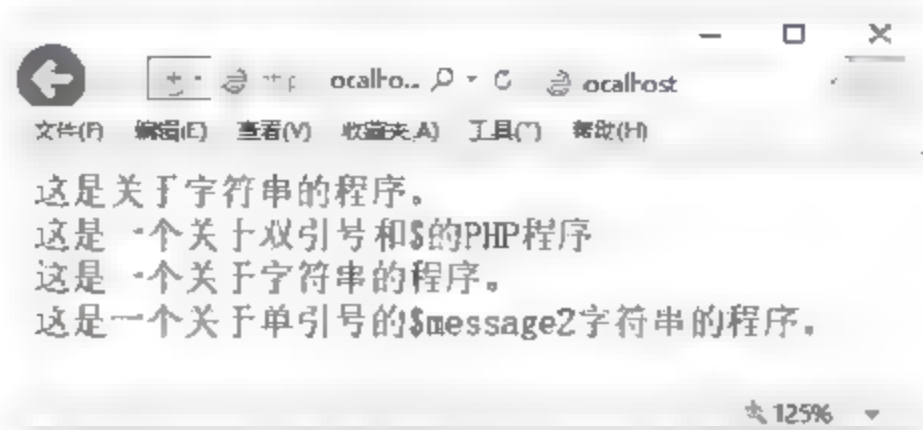 ocalho..
ocalhost
文件(F) 编辑(E) 查看(V) 收藏夹(A) 工具(T) 帮助(H)
这是关于字符串的程序。
这是一个关于双引号和$的PHP程序
这是一个关于字符串的程序。
这是一个关于单引号的$message2字符串的程序。
125%